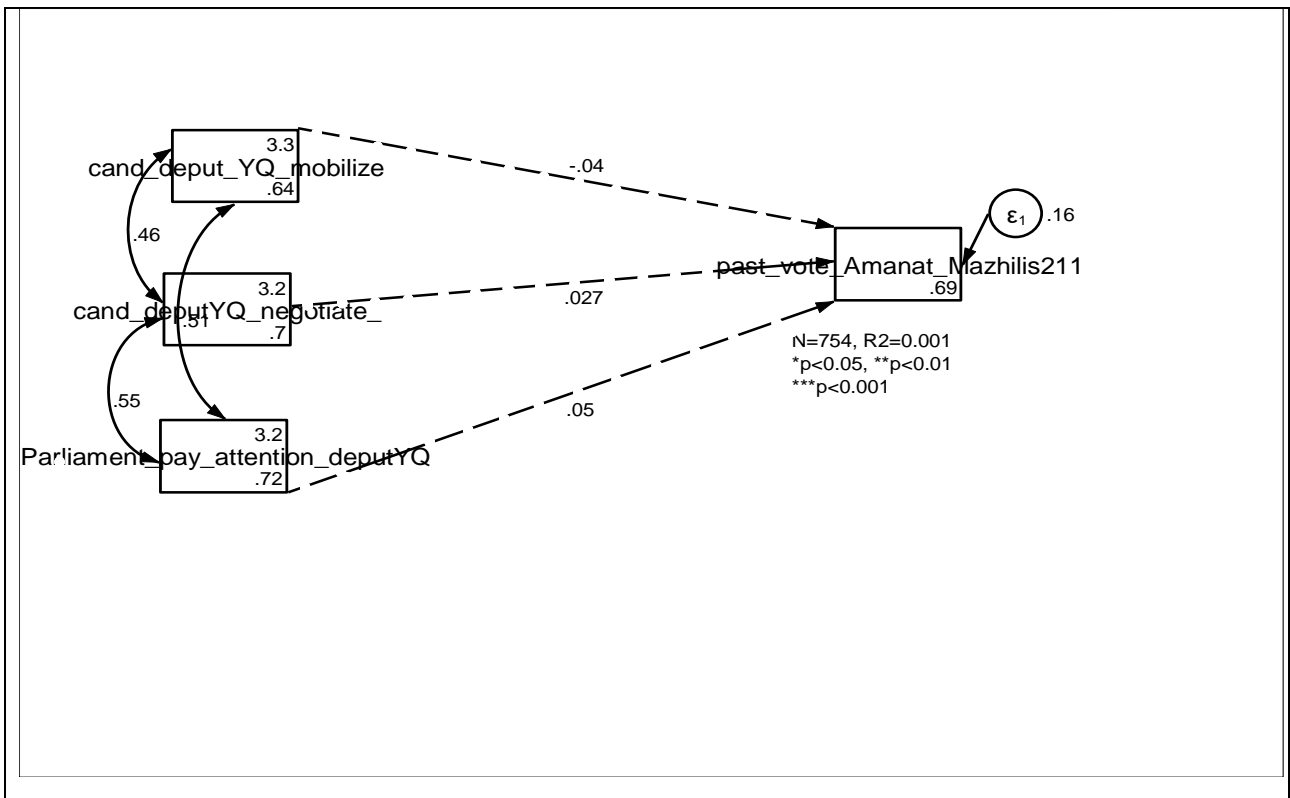 3.3
cand_deput_YQ_mobilize
.64
-.04
ε1
.16
.46
past_vote_Amanat_Mazhilis211
.69
3.2
cand_deputYQ_negotiate_
.51
.7
.027
N=754, R2=0.001
*p<0.05, **p<0.01
***p<0.001
.55
.05
3.2
Parliament_pay_attention_deputYQ
.72